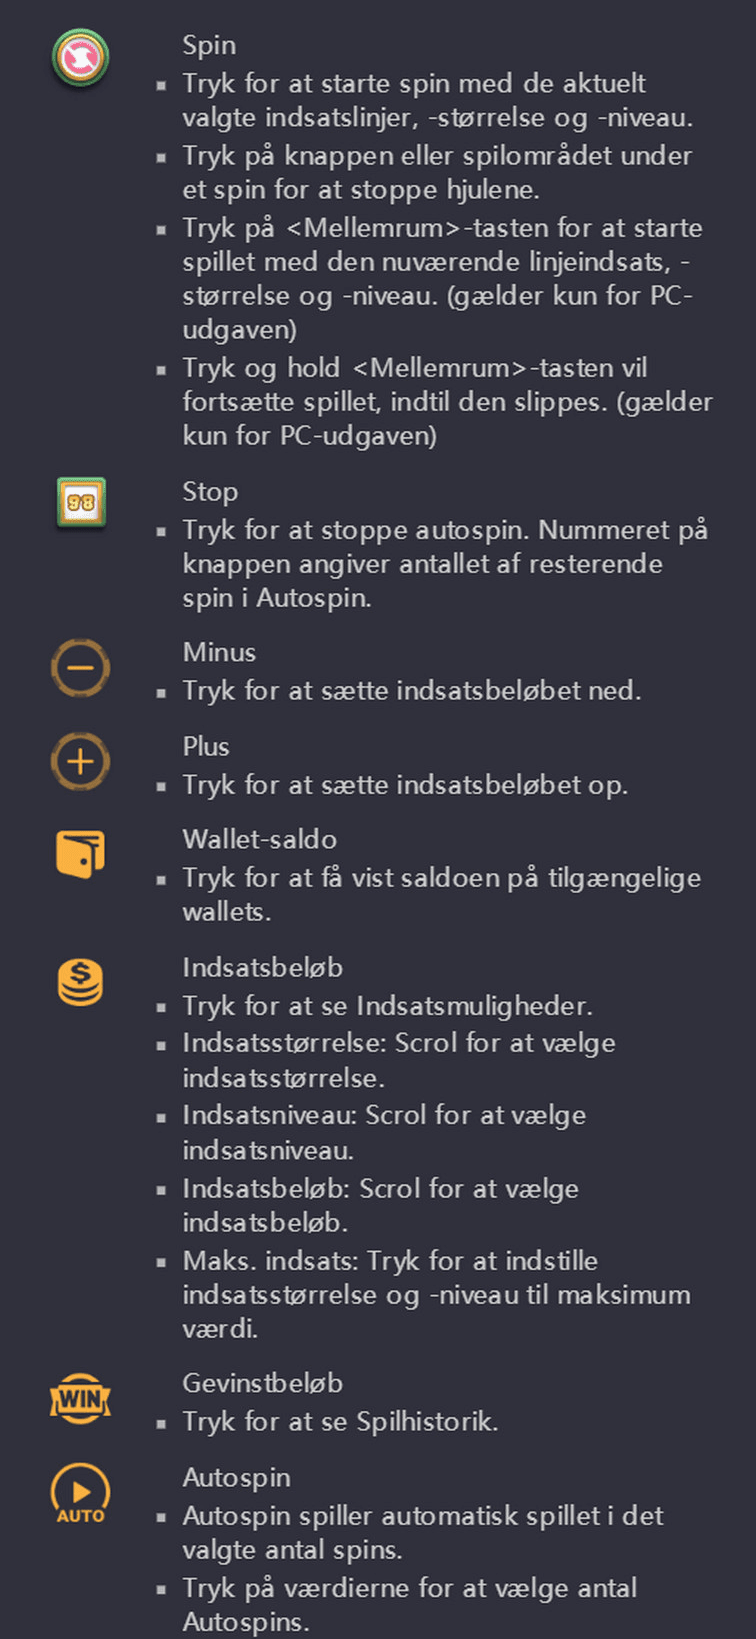 Spin
▪ Tryk for at starte spin med de aktuelt
valgte indsatslinjer, -størrelse og -niveau.
▪ Tryk på knappen eller spilområdet under
et spin for at stoppe hjulene.
▪ Tryk på <Mellemrum>-tasten for at starte
spillet med den nuværende linjeindsats, -
størrelse og -niveau. (gælder kun for PC-
udgaven)
▪ Tryk og hold <Mellemrum>-tasten vil
fortsætte spillet, indtil den slippes. (gælder
kun for PC-udgaven)
98
Stop
▪ Tryk for at stoppe autospin. Nummeret på
knappen angiver antallet af resterende
spin i Autospin.
Minus
▪ Tryk for at sætte indsatsbeløbet ned.
Plus
▪ Tryk for at sætte indsatsbeløbet op.
Wallet-saldo
▪ Tryk for at få vist saldoen på tilgængelige
wallets.
$
Indsatsbeløb
▪ Tryk for at se Indsatsmuligheder.
▪ Indsatsstørrelse: Scrol for at vælge
indsatsstørrelse.
▪ Indsatsniveau: Scrol for at vælge
indsatsniveau.
▪ Indsatsbeløb: Scrol for at vælge
indsatsbeløb.
▪ Maks. indsats: Tryk for at indstille
indsatsstørrelse og -niveau til maksimum
værdi.
WIN
Gevinstbeløb
▪ Tryk for at se Spilhistorik.
AUTO
Autospin
▪ Autospin spiller automatisk spillet i det
valgte antal spins.
▪ Tryk på værdierne for at vælge antal
Autospins.